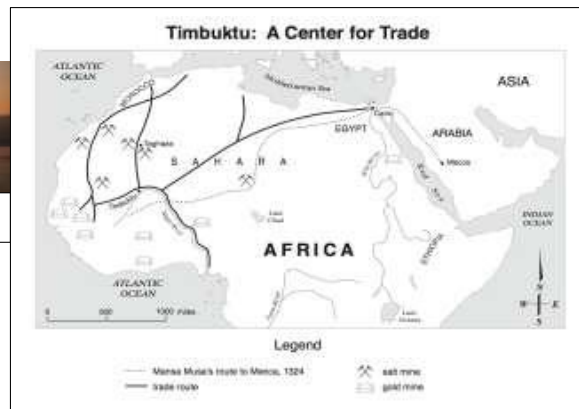 Timbuktu: A Center for Trade
ATLANTIC
OCEAN
Mediterranean Sea
ASIA
MOROCCO
Cairo
EGYPT
ARABIA
Taghaza
SAHARA
Mecca
Red Sea
Timbuktu
Lake
Chad
INDIAN
OCEAN
AFRICA
ETHIOPIA
ATLANTIC
OCEAN
Lake
N
W E
S
0 500 1000 miles
Legend
Mansa Musa's route to Mecca, 1324
trade route
salt mine
gold mine